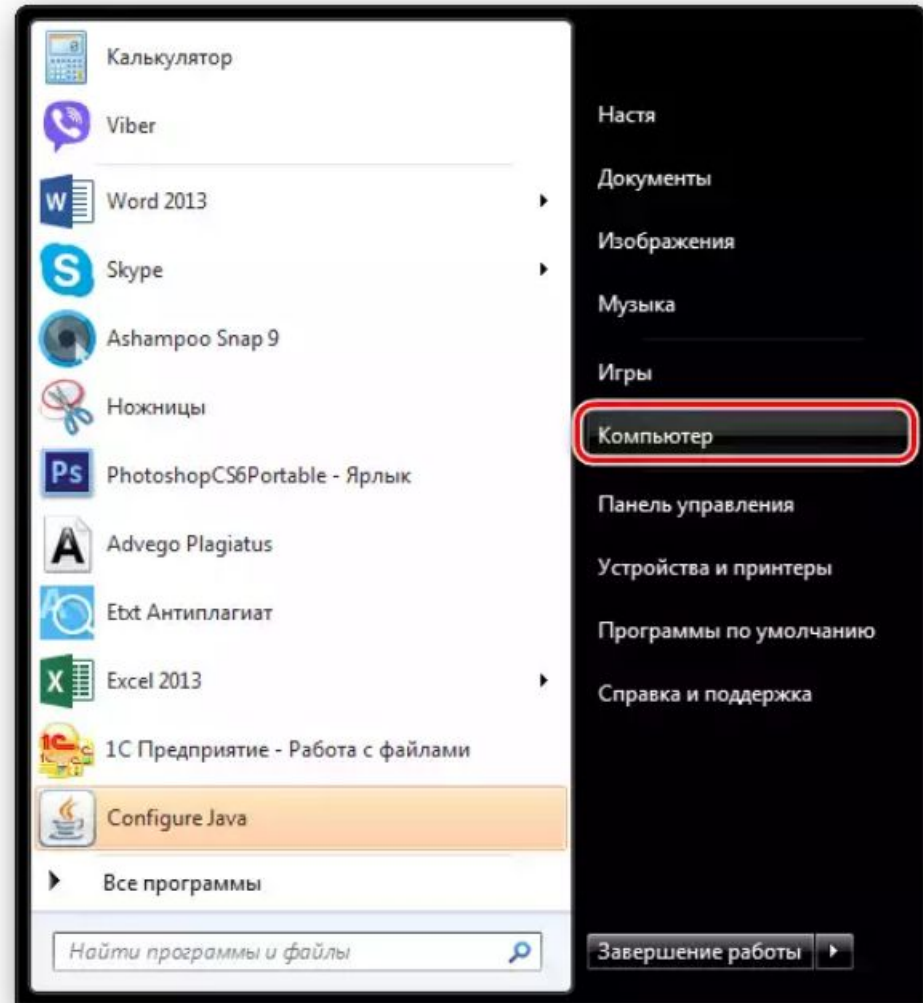 Калькулятор
Viber
Word 2013
Skype
Ashampoo Snap 9
Ножницы
PhotoshopCS6Portable - Ярлык
Advego Plagiatus
Etxt Антиплагиат
Excel 2013
1С Предприятие - Работа с файлами
Configure Java
Все программы
Найти программы и файлы
Настя
Документы
Изображения
Музыка
Игры
Компьютер
Панель управления
Устройства и принтеры
Программы по умолчанию
Справка и поддержка
Завершение работы